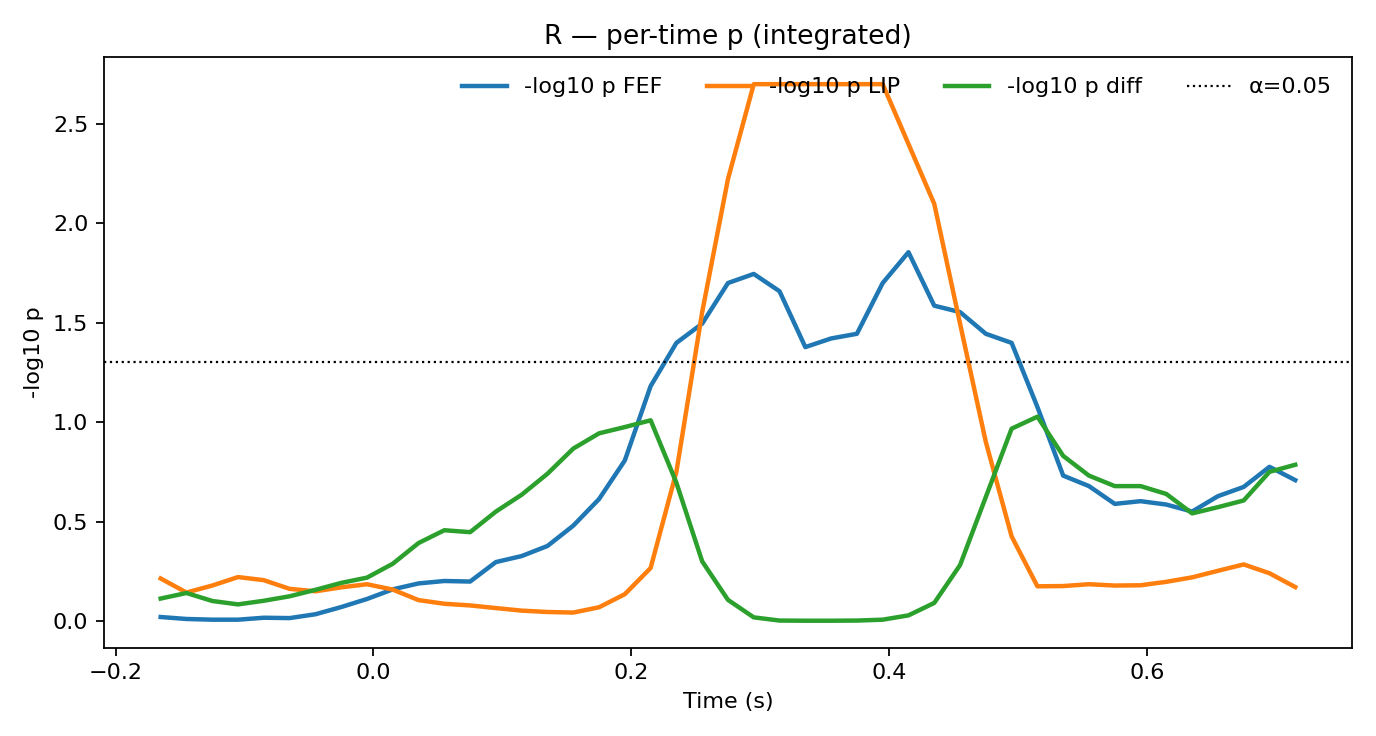 R — per-time p (integrated)
-log10 p FEF -log10 p LIP -log10 p diff α=0.05
2.5
2.0
1.5
1.0
0.5
0.0
-log10 p
−0.2 0.0 0.2 0.4 0.6
Time (s)